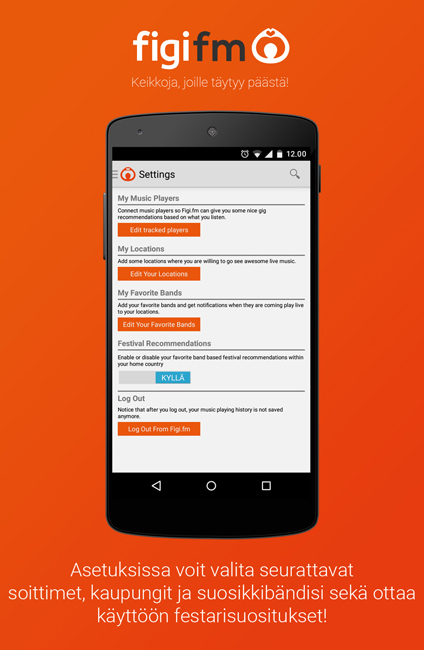 figifm
Keikkoja, joille täytyy päästä!
12.00
Settings
My Music Players
Connect music players so Figi.fm can give you some nice gig
recommendations based on what you listen.
Edit tracked players
My Locations
Add some locations where you are willing to go see awesome live music.
Edit Your Locations
My Favorite Bands
Add your favorite bands and get notifications when they are coming play live
to your locations.
Edit Your Favorite Bands
Festival Recommendations
Enable or disable your favorite band based festival recommendations within
your home country
KYLLÄ
Log Out
Notice that after you log out, your music playing history is not saved
anymore.
Log Out From Figi.fm
Asetuksissa voit valita seurattavat
soittimet, kaupungit ja suosikkibändisi sekä ottaa
käyttöön festarisuositukset!